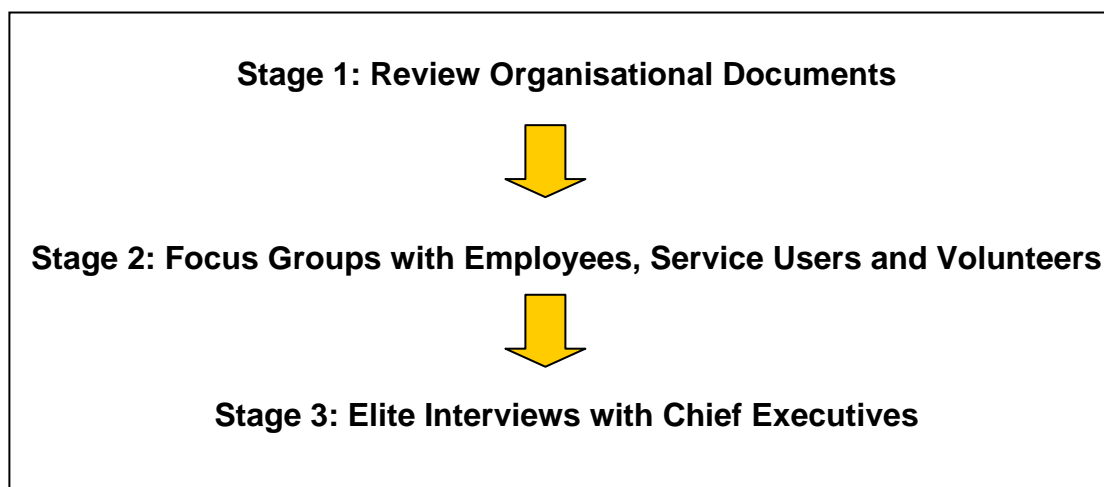 Stage 1: Review Organisational Documents
Stage 2: Focus Groups with Employees, Service Users and Volunteers
Stage 3: Elite Interviews with Chief Executives